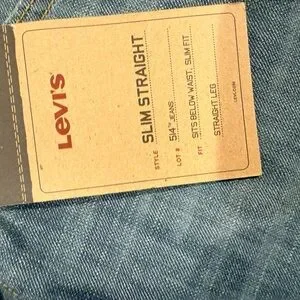 Levi's
SLIM STRAIGHT
STYLE
514™ JEANS
LOT #
SITS BELOW WAIST, SLIM FIT
FIT
STRAIGHT LEG